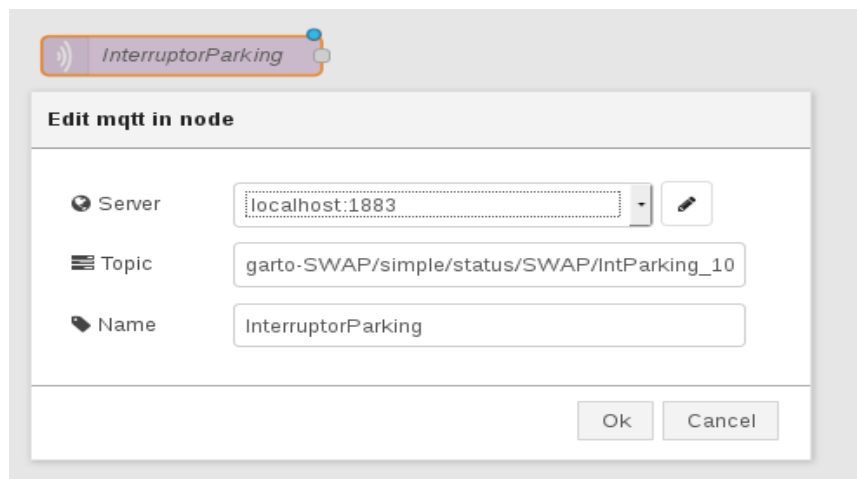 InterruptorParking
Edit mqtt in node
Server localhost:1883
Topic garto-SWAP/simple/status/SWAP/IntParking_10
Name InterruptorParking
Ok Cancel